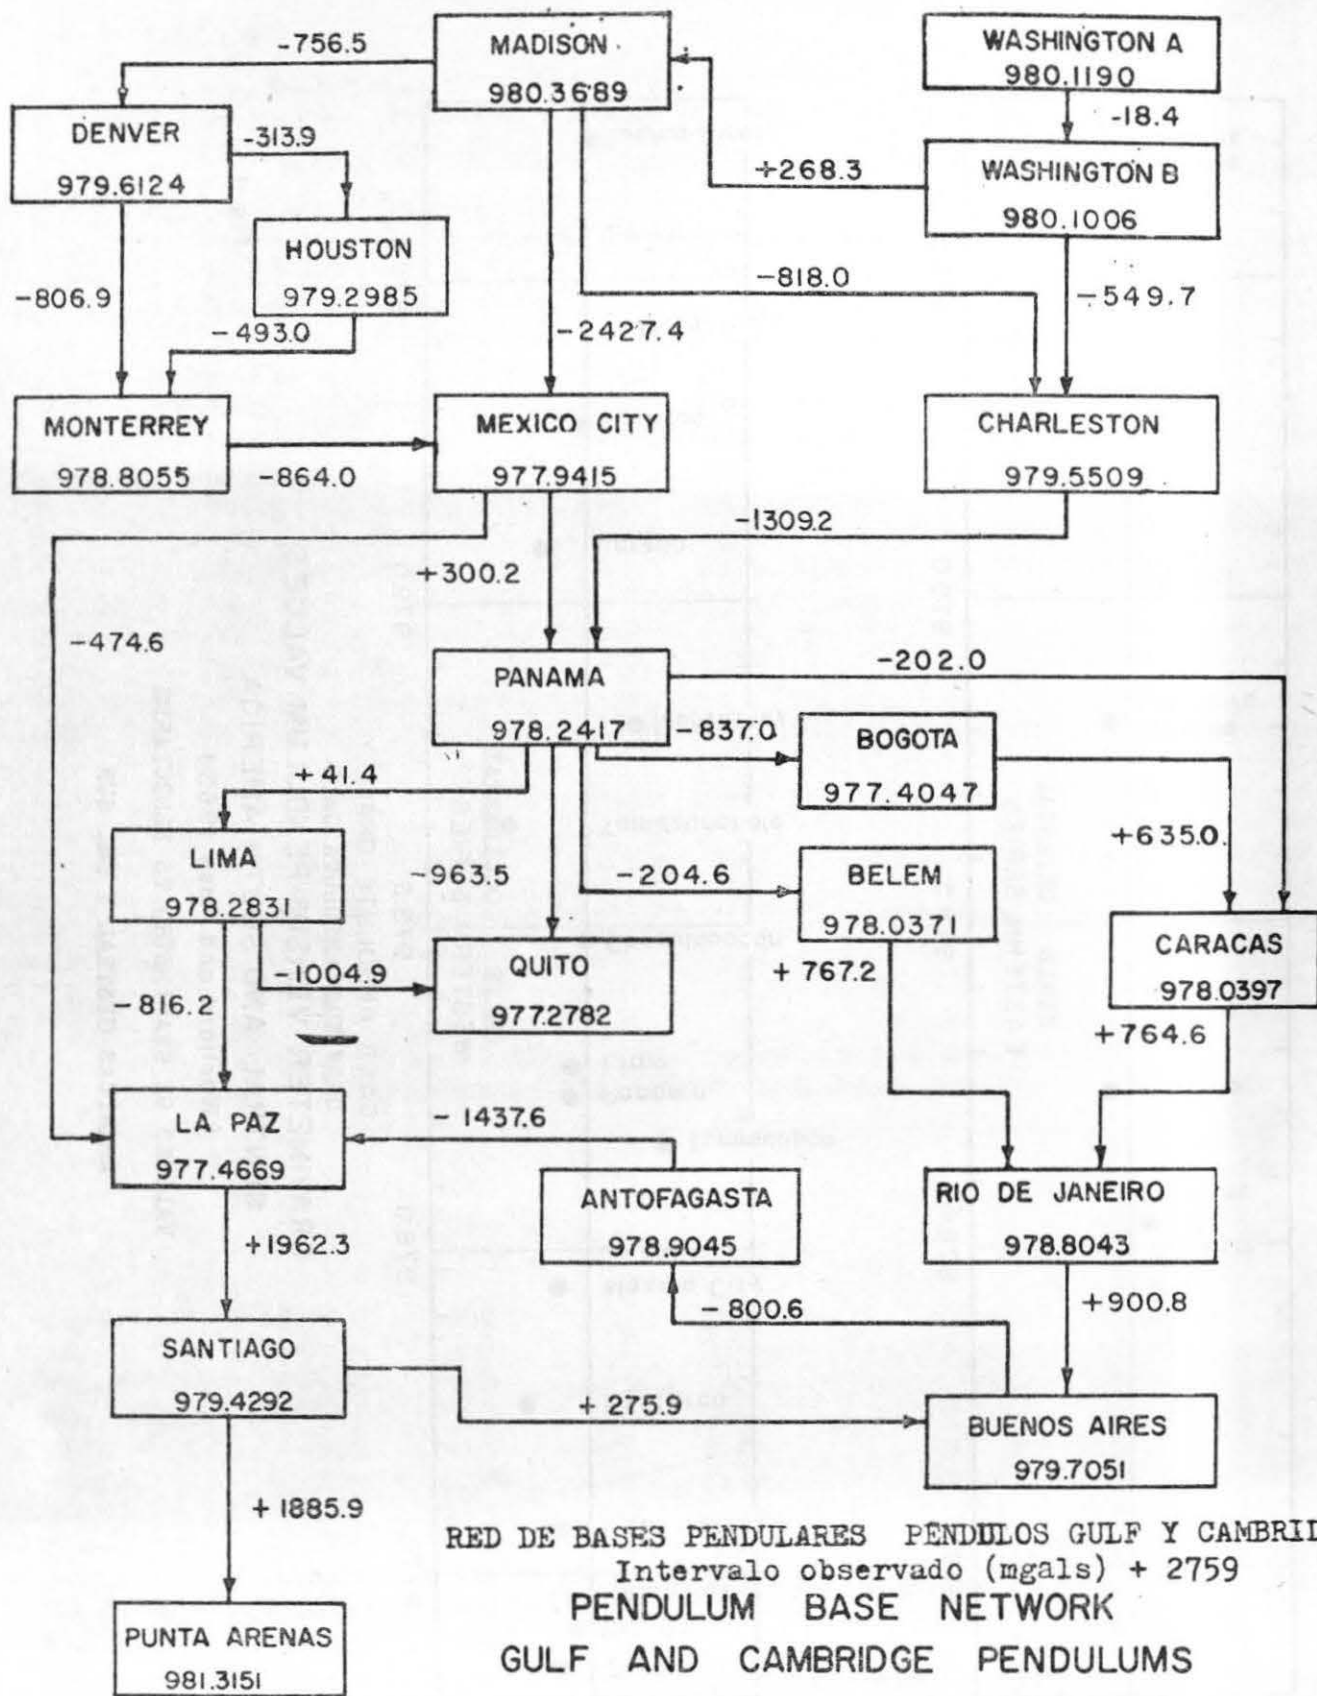 -756.5
MADISON
980.3689
WASHINGTON A
980.1190
-18.4
DENVER
979.6124
-313.9
+268.3
WASHINGTON B
980.1006
HOUSTON
979.2985
-806.9
-493.0
-2427.4
-818.0
-549.7
MONTERREY
978.8055
-864.0
MEXICO CITY
977.9415
CHARLESTON
979.5509
-1309.2
+300.2
-474.6
PANAMA
978.2417
-202.0
-837.0
BOGOTA
977.4047
+41.4
+635.0
LIMA
978.2831
-963.5
-204.6
BELEM
978.0371
CARACAS
978.0397
-1004.9
QUITO
977.2782
-816.2
+767.2
+764.6
LA PAZ
977.4669
-1437.6
ANTOFAGASTA
978.9045
RIO DE JANEIRO
978.8043
+1962.3
-800.6
+900.8
SANTIAGO
979.4292
+275.9
BUENOS AIRES
979.7051
+1885.9
PUNTA ARENAS
981.3151
RED DE BASES PENDULARES PENDULOS GULF Y CAMBRID
Intervalo observado (mgals) + 2759
PENDULUM BASE NETWORK
GULF AND CAMBRIDGE PENDULUMS